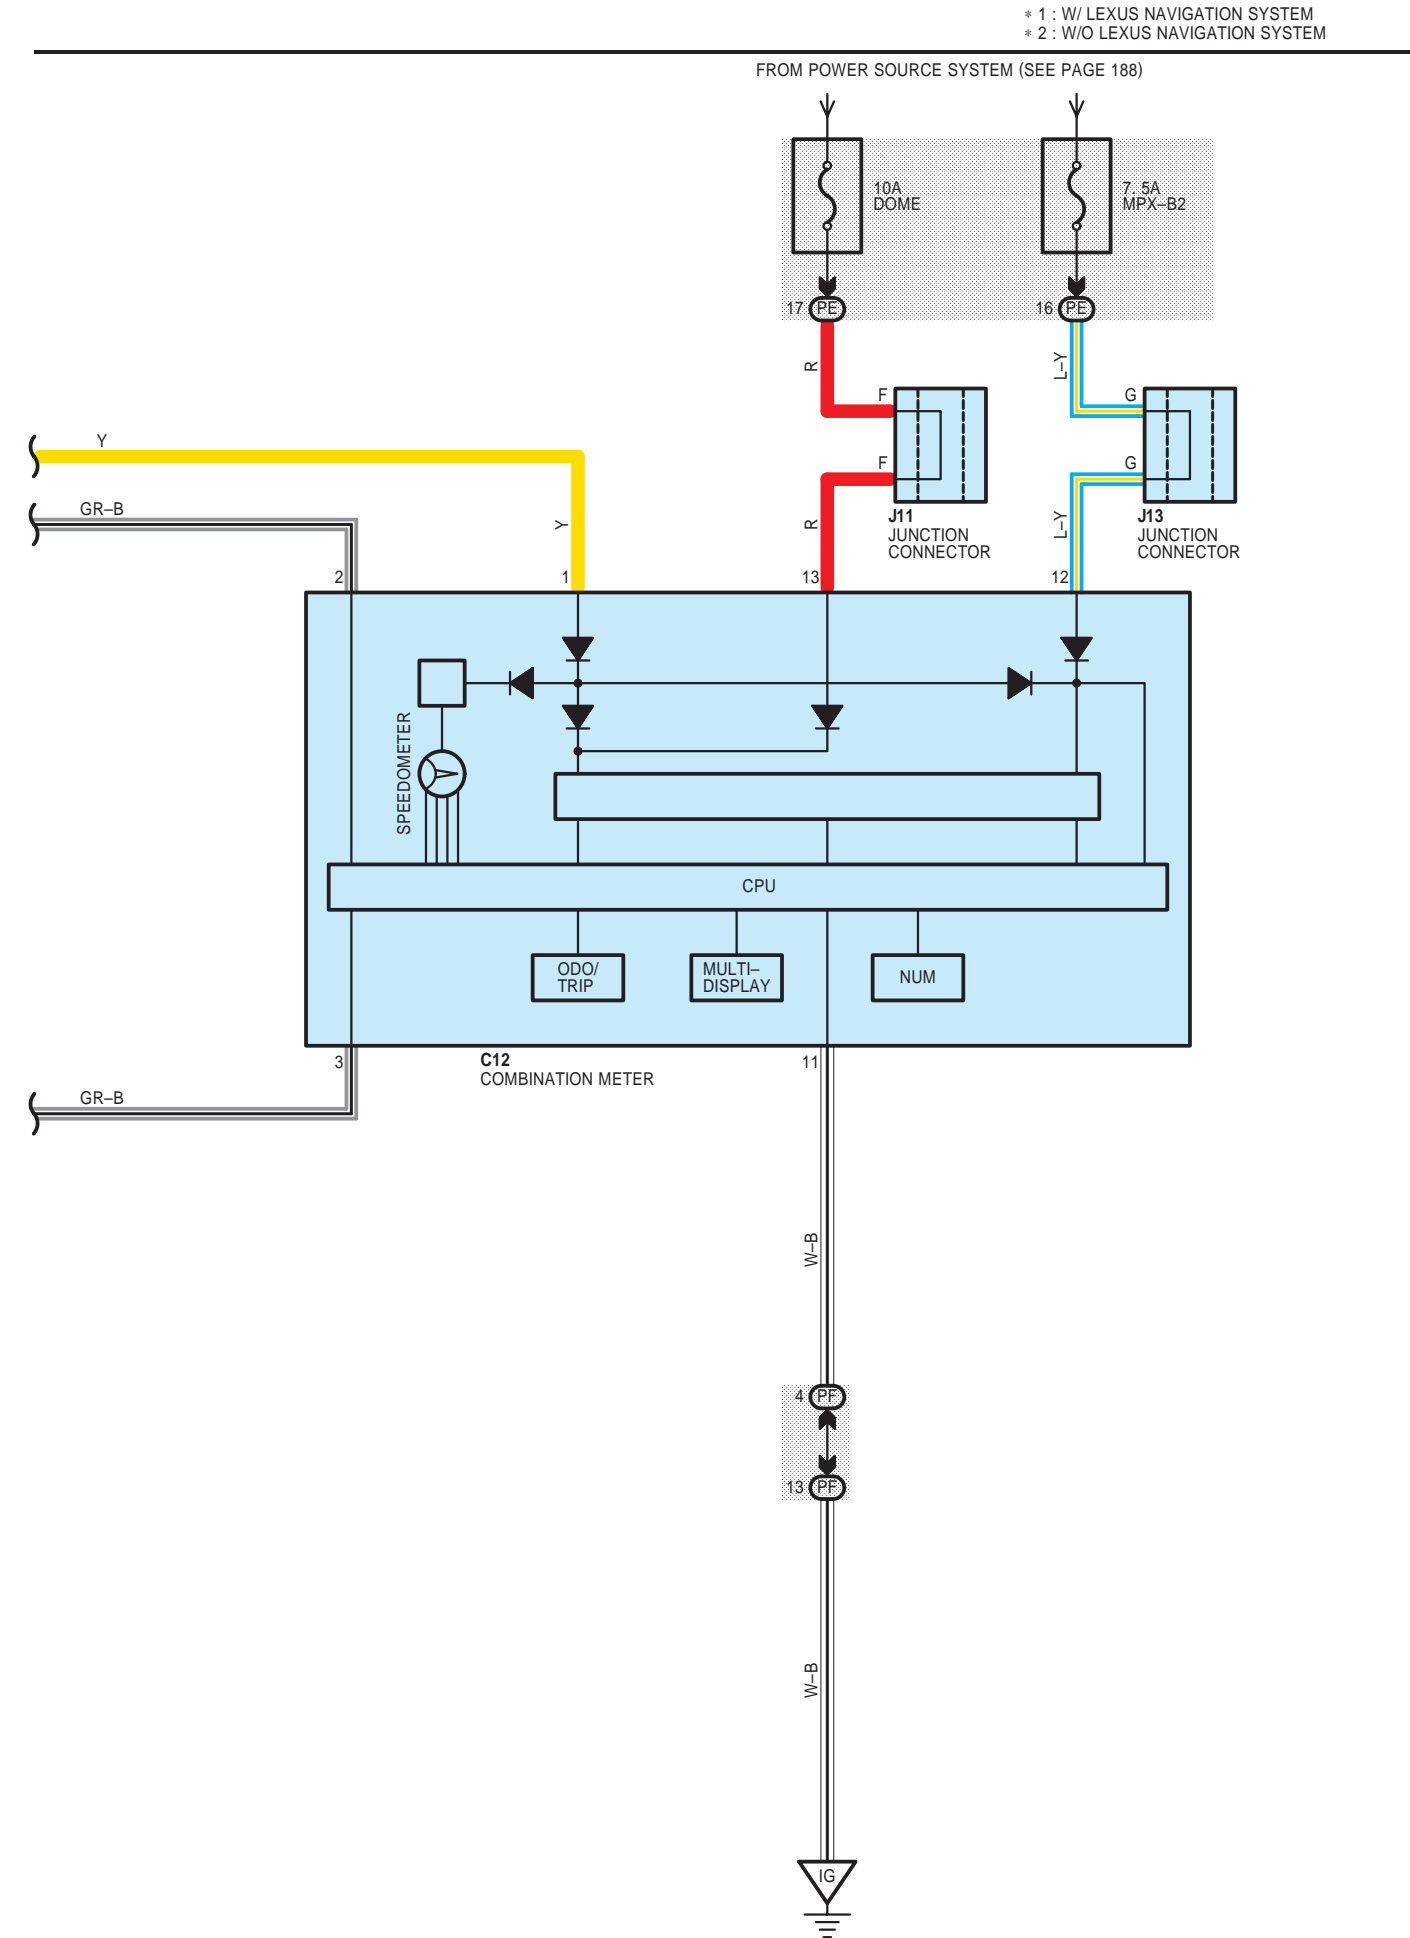 * 1 : W/ LEXUS NAVIGATION SYSTEM
* 2 : W/O LEXUS NAVIGATION SYSTEM
FROM POWER SOURCE SYSTEM (SEE PAGE 188)
10A
DOME
7. 5A
MPX–B2
17 PE
16 PE
R
L–Y
F
G
Y
F
G
GR–B
Y
R
L–Y
J11
JUNCTION
CONNECTOR
J13
JUNCTION
CONNECTOR
2
1
13
12
SPEEDOMETER
CPU
ODO/
TRIP
MULTI–
DISPLAY
NUM
3
C12
COMBINATION METER
11
GR–B
W–B
4 PF
13 PF
W–B
IG